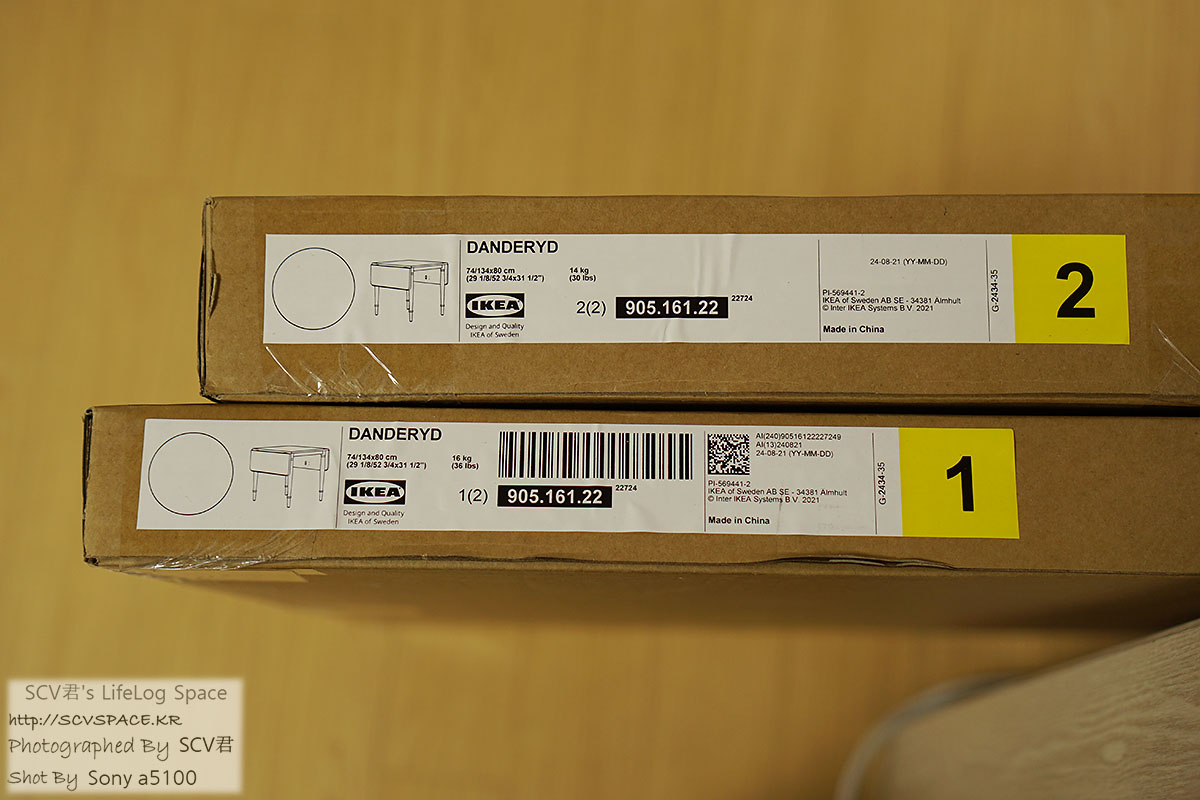 DANDERYD
74/134x80 cm
(29 1/8/52 3/4x31 1/2")
14 kg
(30 lbs)
IKEA
Design and Quality
IKEA of Sweden
2(2) 905.161.22 22724
24-08-21 (YY-MM-DD)
PI-569441-2
IKEA of Sweden AB SE - 34381 Älmhult
© Inter IKEA Systems B.V. 2021
Made in China
G-2434-35
2
DANDERYD
74/134x80 cm
(29 1/8/52 3/4x31 1/2")
16 kg
(36 lbs)
IKEA
Design and Quality
IKEA of Sweden
1(2) 905.161.22 22724
AI(240)90516122227249
AI(13)240821
24-08-21 (YY-MM-DD)
PI-569441-2
IKEA of Sweden AB SE - 34381 Älmhult
© Inter IKEA Systems B.V. 2021
Made in China
G-2434-35
1
SCV君's LifeLog Space
http://SCVSPACE.KR
Photographed By SCV君
Shot By Sony a5100